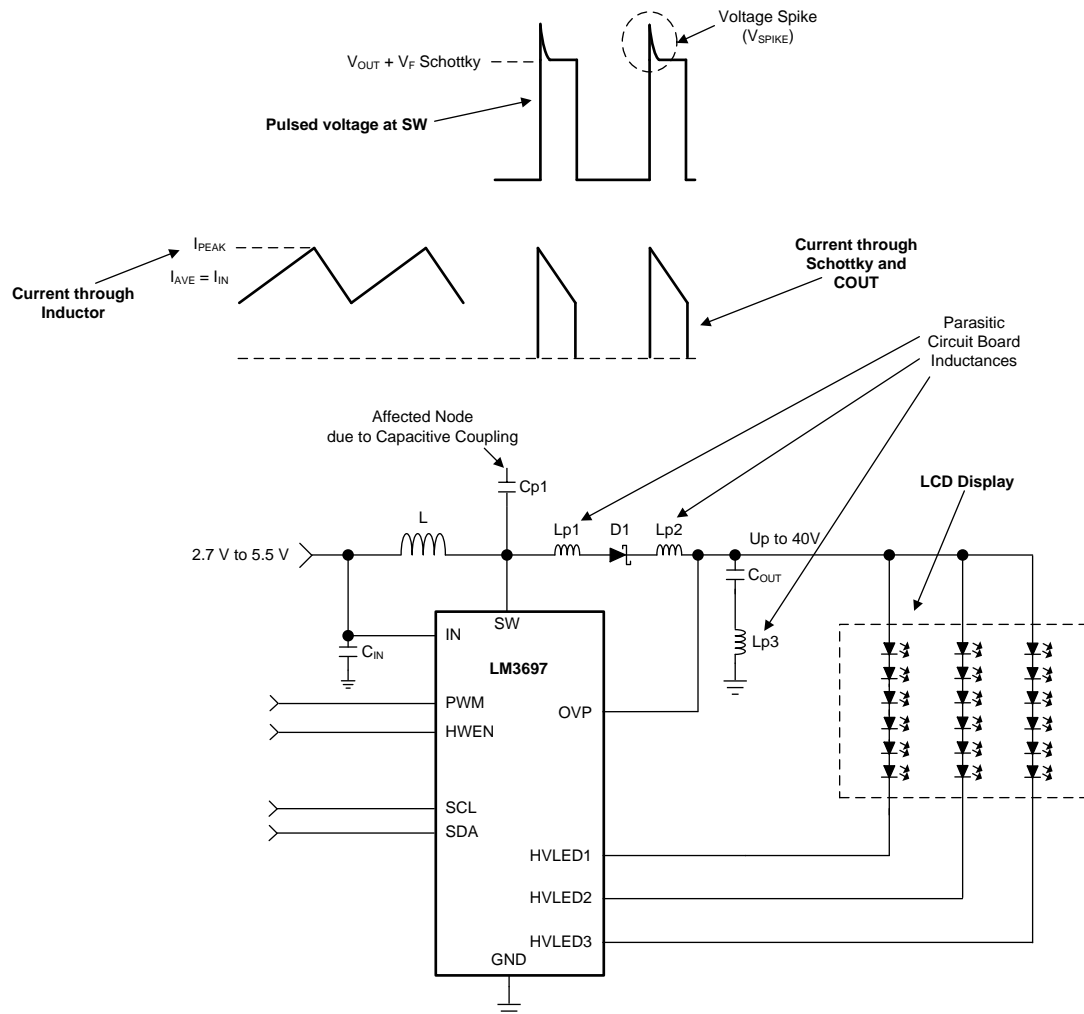 Voltage Spike
(VSPIKE)
VOUT + VF Schottky
Pulsed voltage at SW
IPEAK
IAVE = IIN
Current through
Inductor
Current through
Schottky and
COUT
Parasitic
Circuit Board
Inductances
Affected Node
due to Capacitive Coupling
Cp1
LCD Display
L
Lp1
D1
Lp2
2.7 V to 5.5 V
Up to 40V
COUT
SW
IN
CIN
Lp3
LM3697
PWM
OVP
HWEN
SCL
SDA
HVLED1
HVLED2
HVLED3
GND